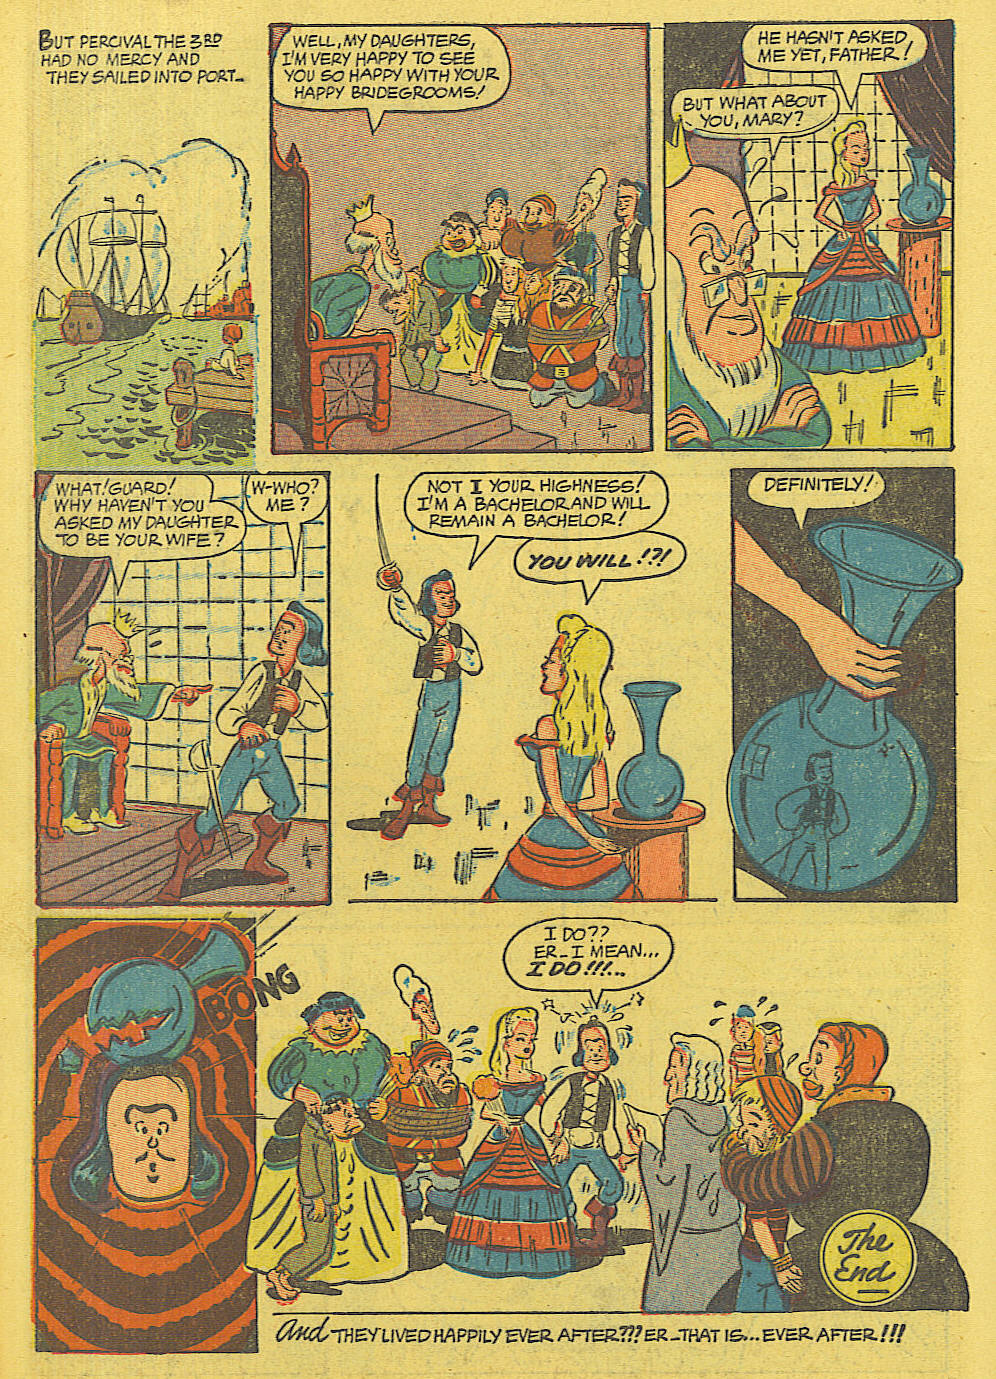 BUT PERCIVAL THE 3RD
HAD NO MERCY AND
THEY SAILED INTO PORT...
WELL, MY DAUGHTERS,
I'M VERY HAPPY TO SEE
YOU SO HAPPY WITH YOUR
HAPPY BRIDEGROOMS!
HE HASN'T ASKED
ME YET, FATHER!
BUT WHAT ABOUT
YOU, MARY?
WHAT! GUARD!
WHY HAVEN'T YOU
ASKED MY DAUGHTER
TO BE YOUR WIFE?
W-WHO?
ME?
NOT I YOUR HIGHNESS!
I'M A BACHELOR AND WILL
REMAIN A BACHELOR!
YOU WILL!?!
DEFINITELY!
BONG
I DO??
ER_I MEAN...
I DO!!!...
The
End
And THEY LIVED HAPPILY EVER AFTER??? ER_THAT IS... EVER AFTER!!!